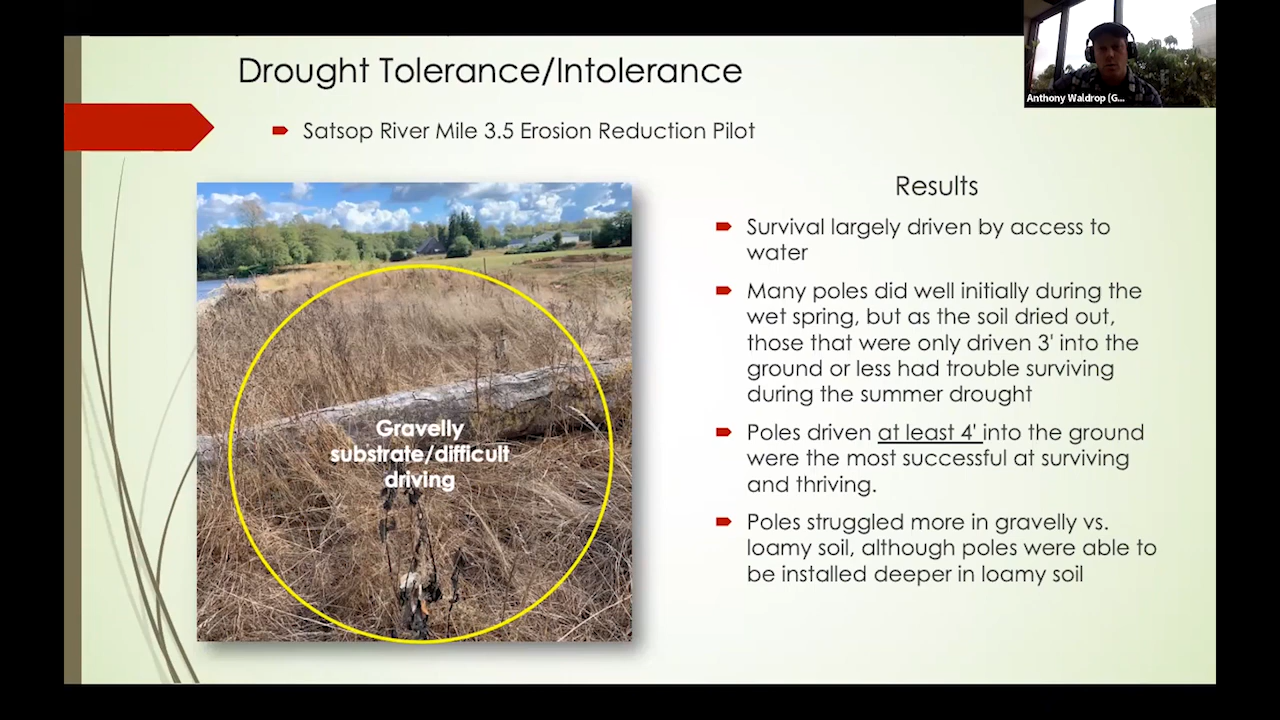 Drought Tolerance/Intolerance
Anthony Waldrop (G...
Satsop River Mile 3.5 Erosion Reduction Pilot
Results
Survival largely driven by access to
water
Many poles did well initially during the
wet spring, but as the soil dried out,
those that were only driven 3' into the
ground or less had trouble surviving
during the summer drought
Poles driven at least 4' into the ground
were the most successful at surviving
and thriving.
Poles struggled more in gravelly vs.
loamy soil, although poles were able to
be installed deeper in loamy soil
Gravelly
substrate/difficult
driving